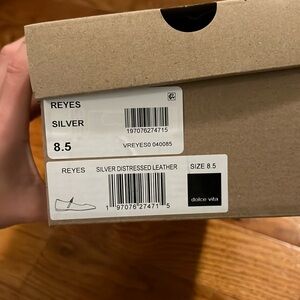 REYES
SILVER
197076274715
8.5
VREYES0 040085
REYES SILVER DISTRESSED LEATHER SIZE 8.5
1 97076 27471 5
dolce vita